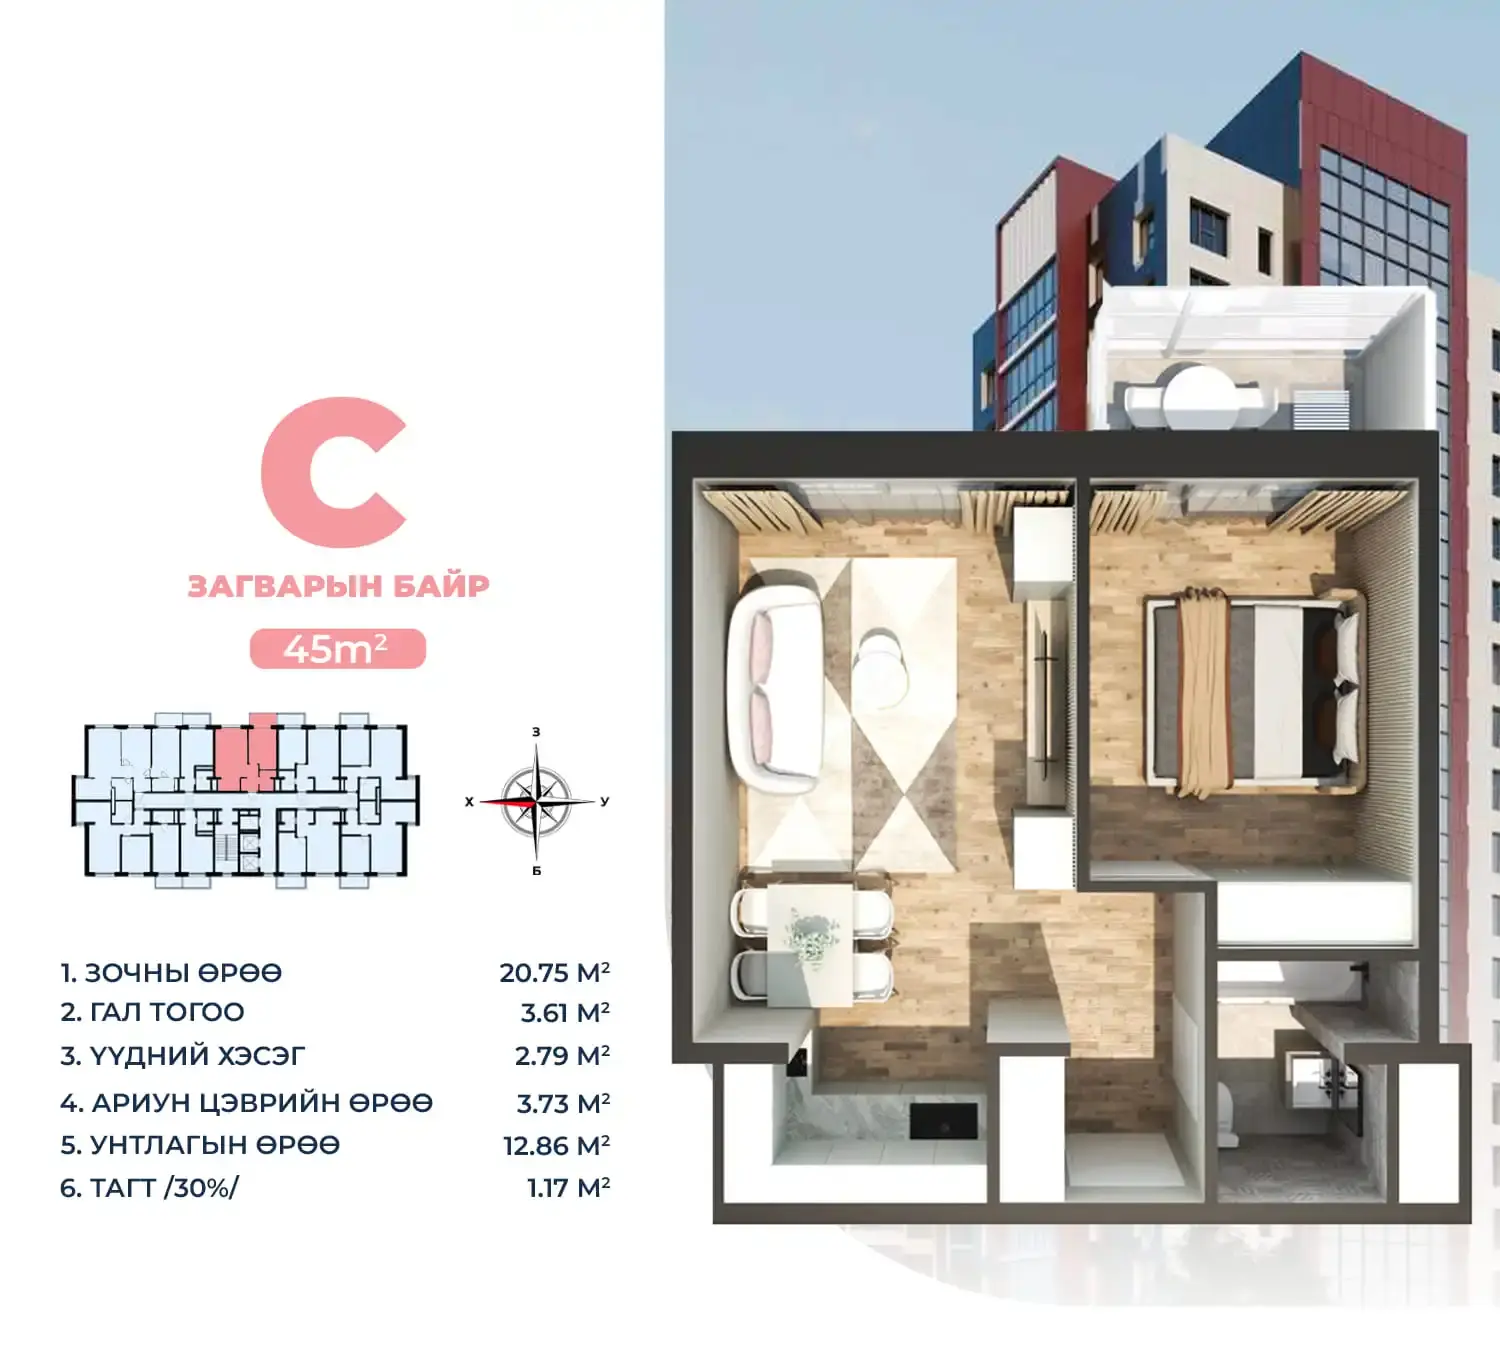 C
ЗАГВАРЫН БАЙР
45m²
З
Х
У
Б
1. ЗОЧНЫ ӨРӨӨ 20.75 М²
2. ГАЛ ТОГОО 3.61 М²
3. ҮҮДНИЙ ХЭСЭГ 2.79 М²
4. АРИУН ЦЭВРИЙН ӨРӨӨ 3.73 М²
5. УНТЛАГЫН ӨРӨӨ 12.86 М²
6. ТАГТ /30%/ 1.17 М²